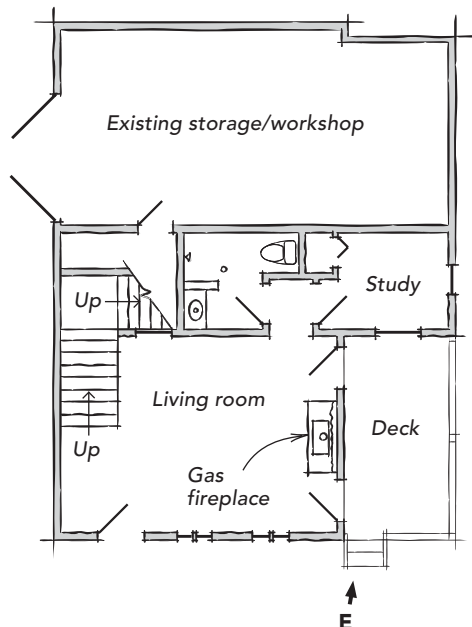 Existing storage/workshop
Up
Study
Living room
Deck
Up
Gas
fireplace
E